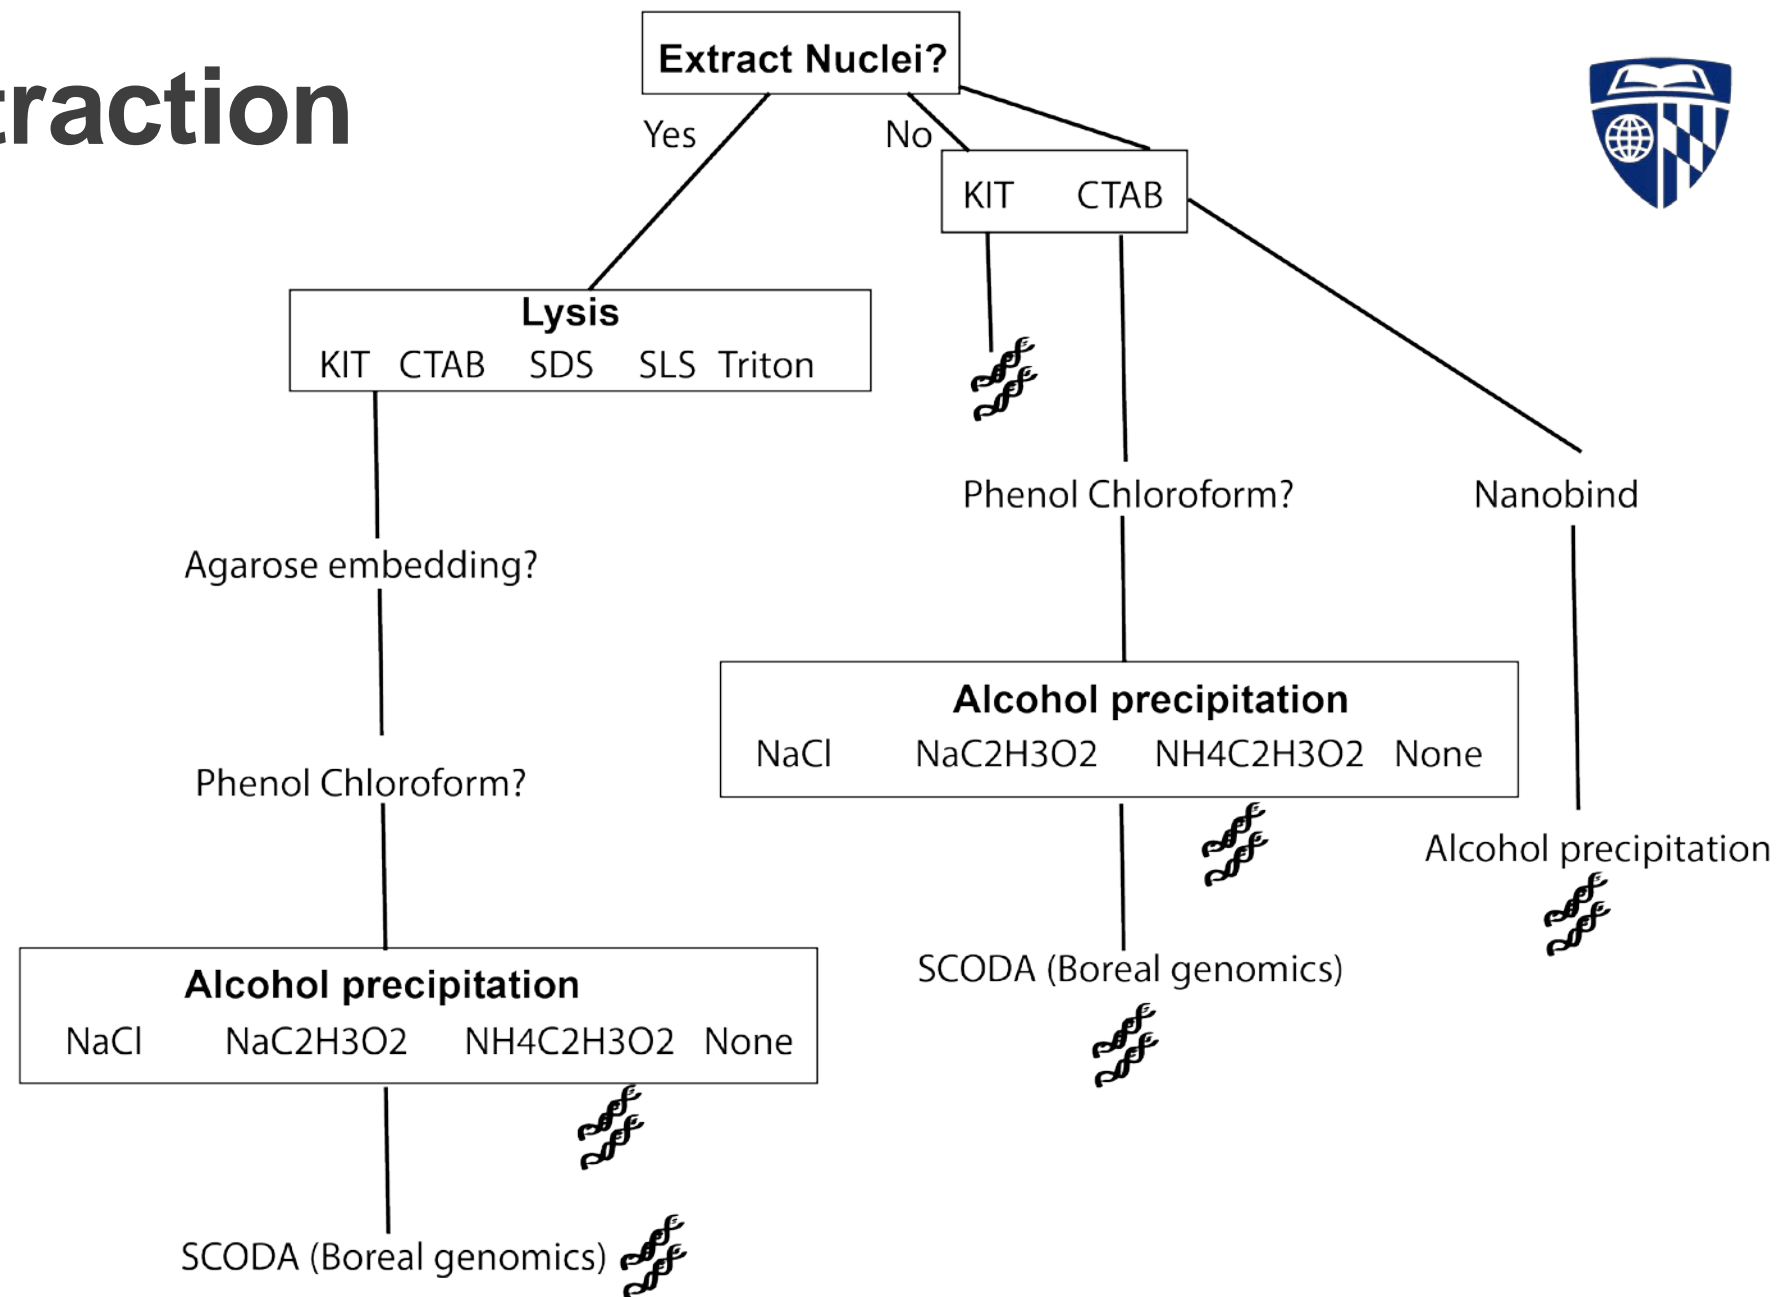 traction
Extract Nuclei?
Yes
No
KIT CTAB
Lysis
KIT CTAB SDS SLS Triton
Phenol Chloroform?
Nanobind
Agarose embedding?
Alcohol precipitation
NaCl NaC2H3O2 NH4C2H3O2 None
Phenol Chloroform?
Alcohol precipitation
SCODA (Boreal genomics)
Alcohol precipitation
NaCl NaC2H3O2 NH4C2H3O2 None
SCODA (Boreal genomics)